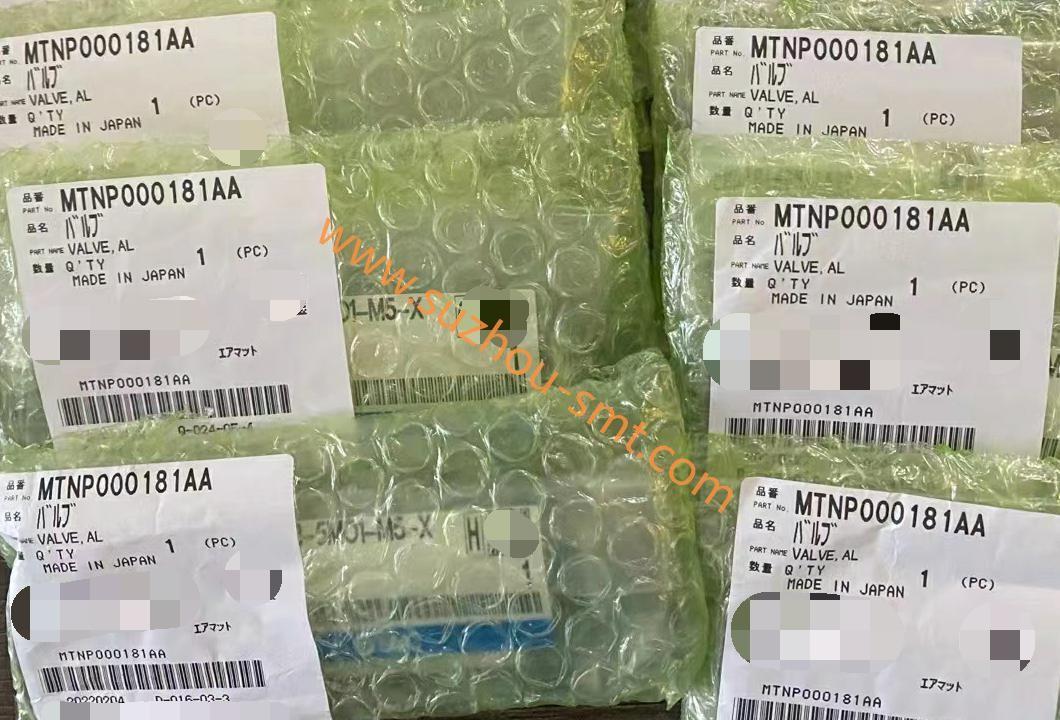 品番
PART No. MTNP000181AA
品名 バルブ
PART NAME VALVE, AL
数量 Q'TY 1 (PC)
MADE IN JAPAN
品番
PART No. MTNP000181AA
品名 バルブ
PART NAME VALVE, AL
数量 Q'TY 1 (PC)
MADE IN JAPAN
品番
PART No MTNP000181AA
品名 バルブ
PART NAME VALVE, AL
数量 Q'TY 1 (PC)
MADE IN JAPAN
エアマット
MTNP000181AA
品番
PART No. MTNP000181AA
品名 バルブ
PART NAME VALVE, AL
数量 Q'TY 1 (PC)
MADE IN JAPAN
エアマット
MTNP000181AA
01-M5-X
www.suzhou-smt.com
品番
PART No. MTNP000181AA
品名 バルブ
VALVE, AL
Q'TY 1 (PC)
MADE IN JAPAN
エアマット
MTNP000181AA
20220204 D-016-03-3
-M5-X H
1
品番
PART No. MTNP000181AA
品名 バルブ
PART NAME VALVE, AL
数量 Q'TY 1 (PC)
MADE IN JAPAN
エアマット
MTNP000181AA